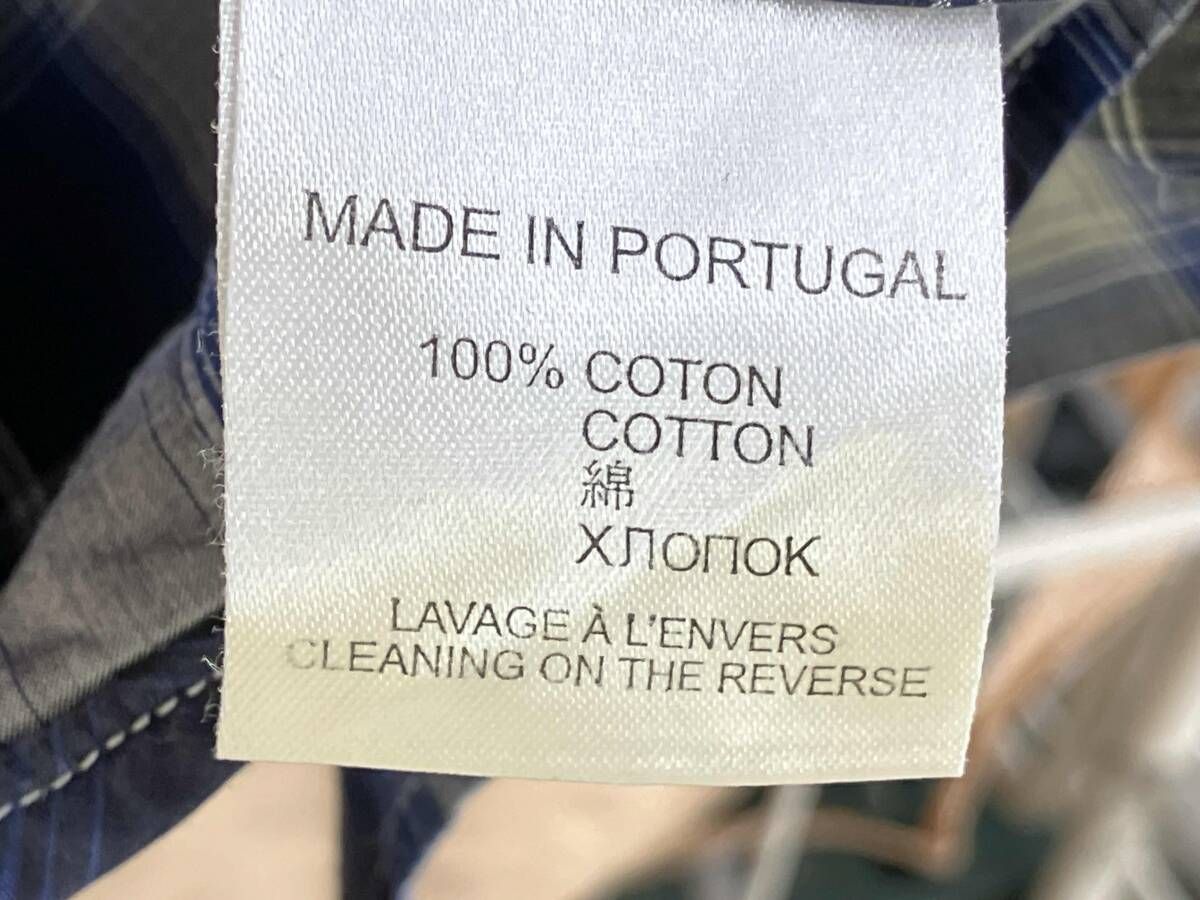 MADE IN PORTUGAL
100% COTON
COTTON
綿
ХЛОПОК
LAVAGE À L'ENVERS
CLEANING ON THE REVERSE